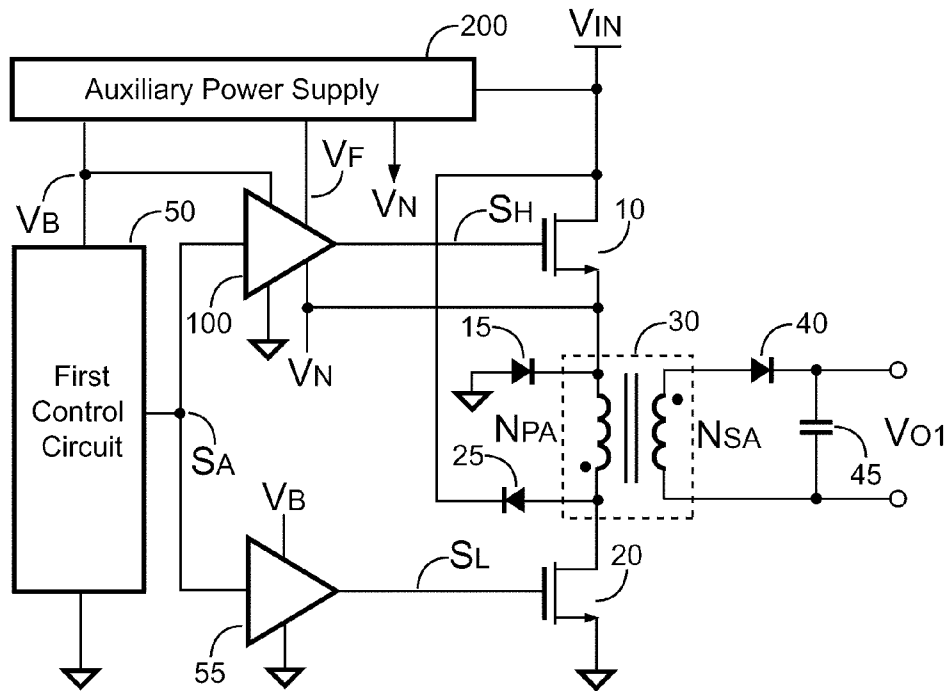 200
VIN
Auxiliary Power Supply
VF
VN
VB
50
SH
10
100
VN
15
30
40
First
Control
Circuit
SA
NPA
NSA
VO1
25
45
VB
SL
20
55